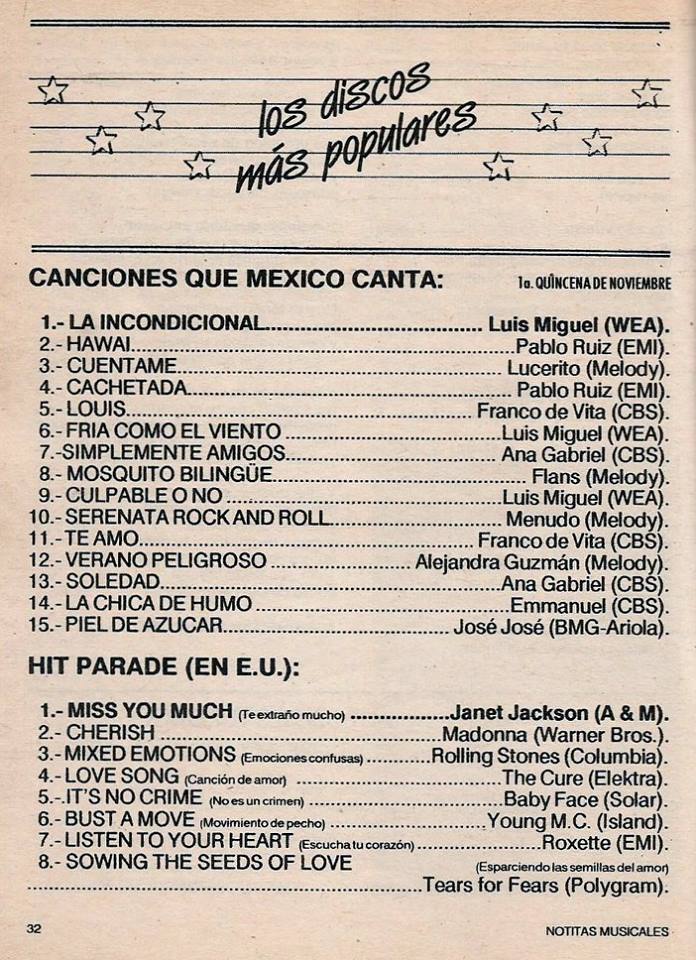 los discos
más populares
CANCIONES QUE MEXICO CANTA: 1a. QUINCENA DE NOVIEMBRE
1.- LA INCONDICIONAL................................ Luis Miguel (WEA).
2.- HAWAI.......................................................Pablo Ruiz (EMI).
3.- CUENTAME............................................... Lucerito (Melody).
4.- CACHETADA............................................... Pablo Ruiz (EMI).
5.- LOUIS.................................................. Franco de Vita (CBS).
6.- FRIA COMO EL VIENTO ...............................Luis Miguel (WEA).
7.-SIMPLEMENTE AMIGOS................................ Ana Gabriel (CBS).
8.- MOSQUITO BILINGÜE..................................... Flans (Melody).
9.- CULPABLE O NO ........................................Luis Miguel (WEA).
10.- SERENATA ROCK AND ROLL......................... Menudo (Melody).
11.- TE AMO................................................Franco de Vita (CBS).
12.- VERANO PELIGROSO .................... Alejandra Guzmán (Melody).
13.- SOLEDAD..................................................Ana Gabriel (CBS).
14.- LA CHICA DE HUMO .....................................Emmanuel (CBS).
15.- PIEL DE AZUCAR................................. José José (BMG-Ariola).
HIT PARADE (EN E.U.):
1.- MISS YOU MUCH (Te extraño mucho) ..................Janet Jackson (A & M).
2.- CHERISH .........................................Madonna (Warner Bros.).
3.- MIXED EMOTIONS (Emociones confusas) ..........Rolling Stones (Columbia).
4.- LOVE SONG (Canción de amor) .............................The Cure (Elektra).
5.-.IT'S NO CRIME (No es un crimen) ............................Baby Face (Solar).
6.- BUST A MOVE (Movimiento de pecho) ........................Young M.C. (Island).
7.- LISTEN TO YOUR HEART (Escucha tu corazón) ..................Roxette (EMI).
8.- SOWING THE SEEDS OF LOVE (Esparciendo las semillas del amor)
..........................................................Tears for Fears (Polygram).
32 NOTITAS MUSICALES